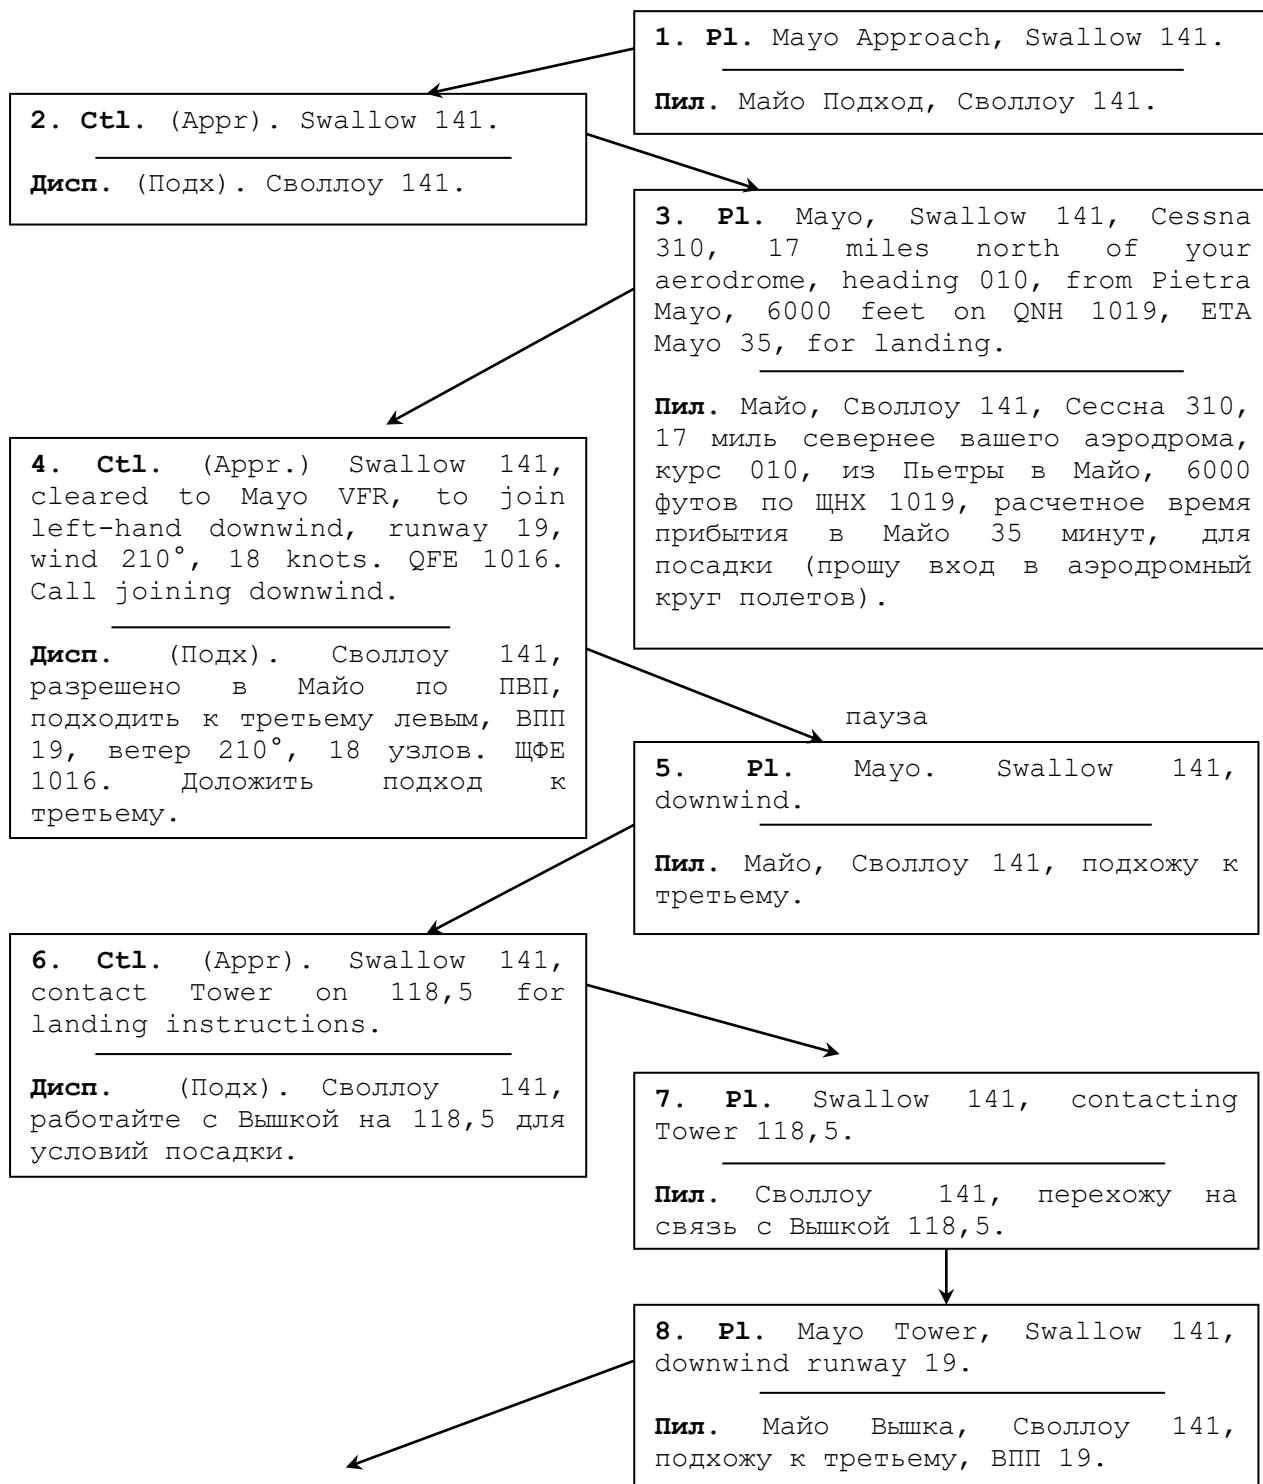 1. Pl. Mayo Approach, Swallow 141.
Пил. Майо Подход, Своллоу 141.
2. Ctl. (Appr). Swallow 141.
Дисп. (Подх). Своллоу 141.
3. Pl. Mayo, Swallow 141, Cessna
310, 17 miles north of your
aerodrome, heading 010, from Pietra
Mayo, 6000 feet on QNH 1019, ETA
Mayo 35, for landing.
Пил. Майо, Своллоу 141, Сессна 310,
17 миль севернее вашего аэродрома,
курс 010, из Пьетры в Майо, 6000
футов по ЩНХ 1019, расчетное время
прибытия в Майо 35 минут, для
посадки (прошу вход в аэродромный
круг полетов).
4. Ctl. (Appr.) Swallow 141,
cleared to Mayo VFR, to join
left-hand downwind, runway 19,
wind 210°, 18 knots. QFE 1016.
Call joining downwind.
Дисп. (Подх). Своллоу 141,
разрешено в Майо по ПВП,
подходить к третьему левым, ВПП
19, ветер 210°, 18 узлов. ЩФЕ
1016. Доложить подход к
третьему.
пауза
5. Pl. Mayo. Swallow 141,
downwind.
Пил. Майо, Своллоу 141, подхожу к
третьему.
6. Ctl. (Appr). Swallow 141,
contact Tower on 118,5 for
landing instructions.
Дисп. (Подх). Своллоу 141,
работайте с Вышкой на 118,5 для
условий посадки.
7. Pl. Swallow 141, contacting
Tower 118,5.
Пил. Своллоу 141, перехожу на
связь с Вышкой 118,5.
8. Pl. Mayo Tower, Swallow 141,
downwind runway 19.
Пил. Майо Вышка, Своллоу 141,
подхожу к третьему, ВПП 19.